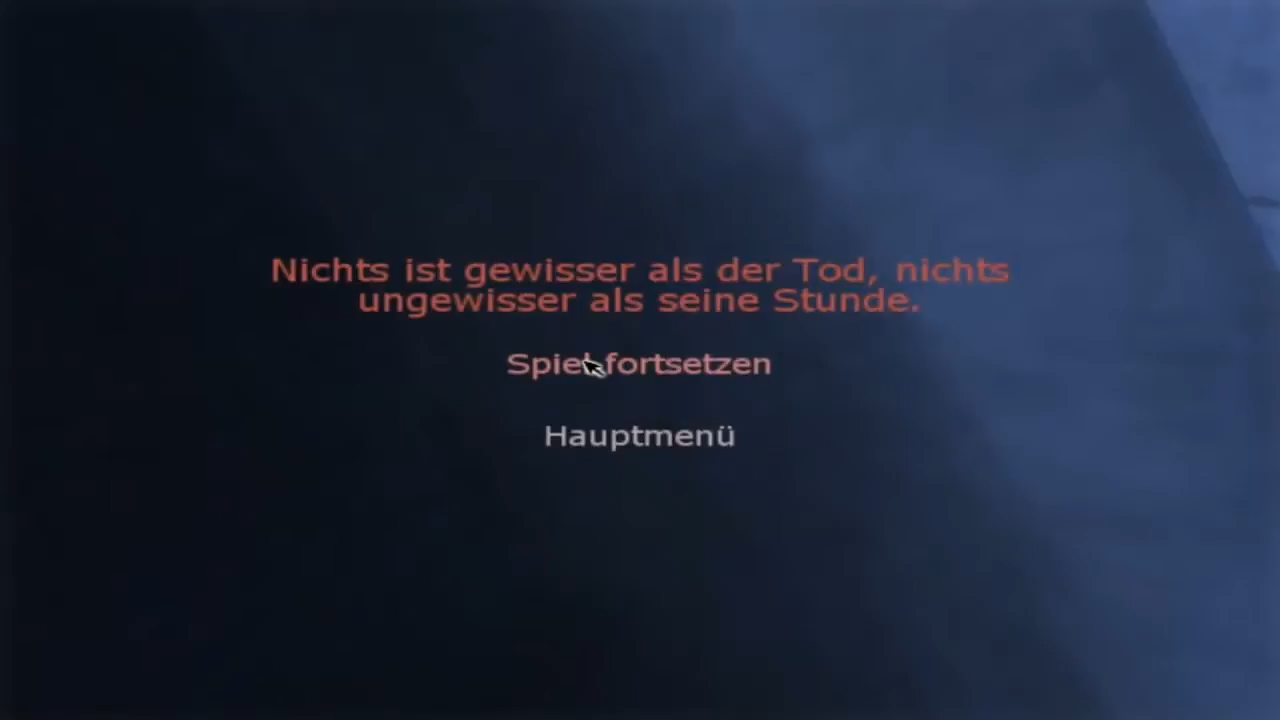 Nichts ist gewisser als der Tod, nichts
ungewisser als seine Stunde.
Spiel fortsetzen
Hauptmenü